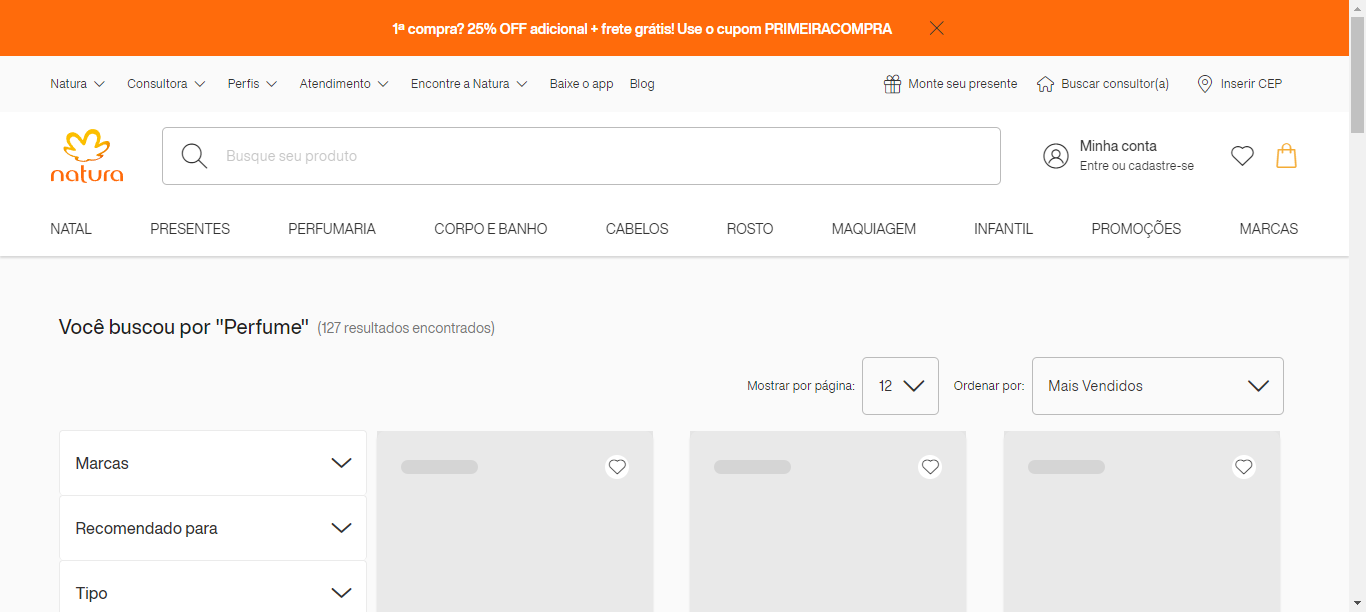 1ª compra? 25% OFF adicional + frete grátis! Use o cupom PRIMEIRACOMPRA
Natura Consultora Perfis Atendimento Encontre a Natura Baixe o app Blog Monte seu presente Buscar consultor(a) Inserir CEP
natura
Busque seu produto
Minha conta
Entre ou cadastre-se
NATAL PRESENTES PERFUMARIA CORPO E BANHO CABELOS ROSTO MAQUIAGEM INFANTIL PROMOÇÕES MARCAS
Você buscou por "Perfume" (127 resultados encontrados)
Mostrar por página: 12 Ordenar por: Mais Vendidos
Marcas
Recomendado para
Tipo